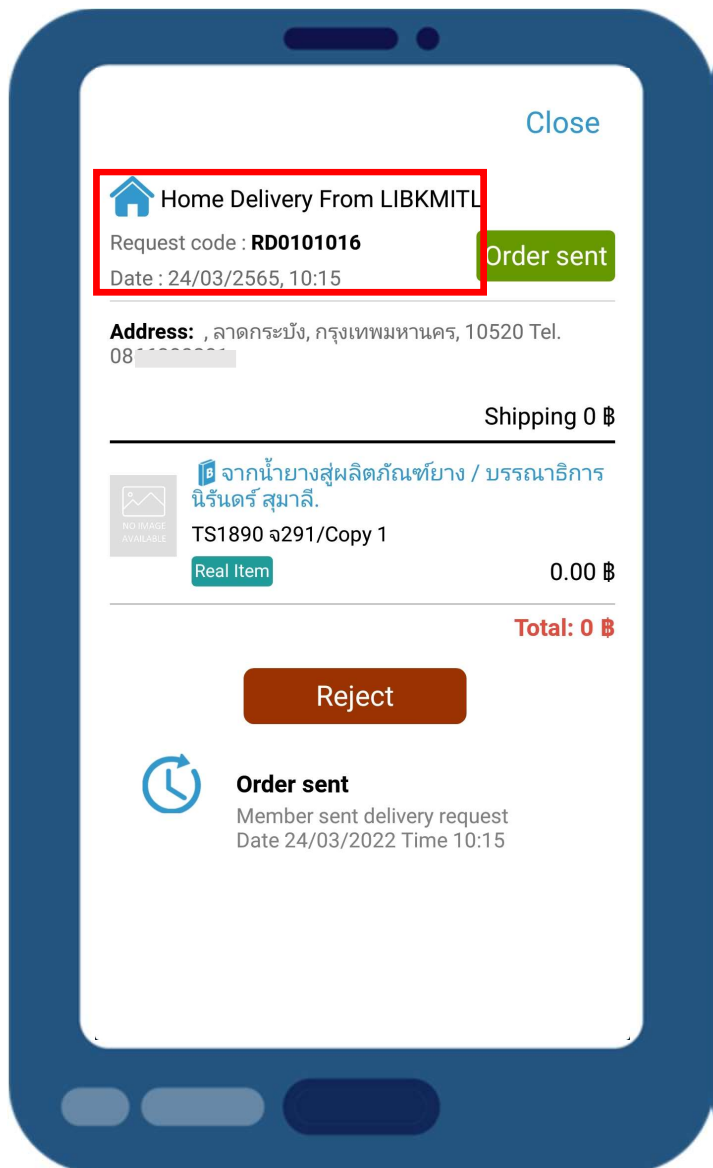 Close
Home Delivery From LIBKMITL
Request code : RD0101016
Order sent
Date : 24/03/2565, 10:15
Address: , ลาดกระบัง, กรุงเทพมหานคร, 10520 Tel.
08
Shipping 0 ฿
จากน้ำยางสู่ผลิตภัณฑ์ยาง / บรรณาธิการ
นิรันดร์ สุมาลี.
NO IMAGE
AVAILABLE
TS1890 จ291/Copy 1
Real Item
0.00 ฿
Total: 0 ฿
Reject
Order sent
Member sent delivery request
Date 24/03/2022 Time 10:15